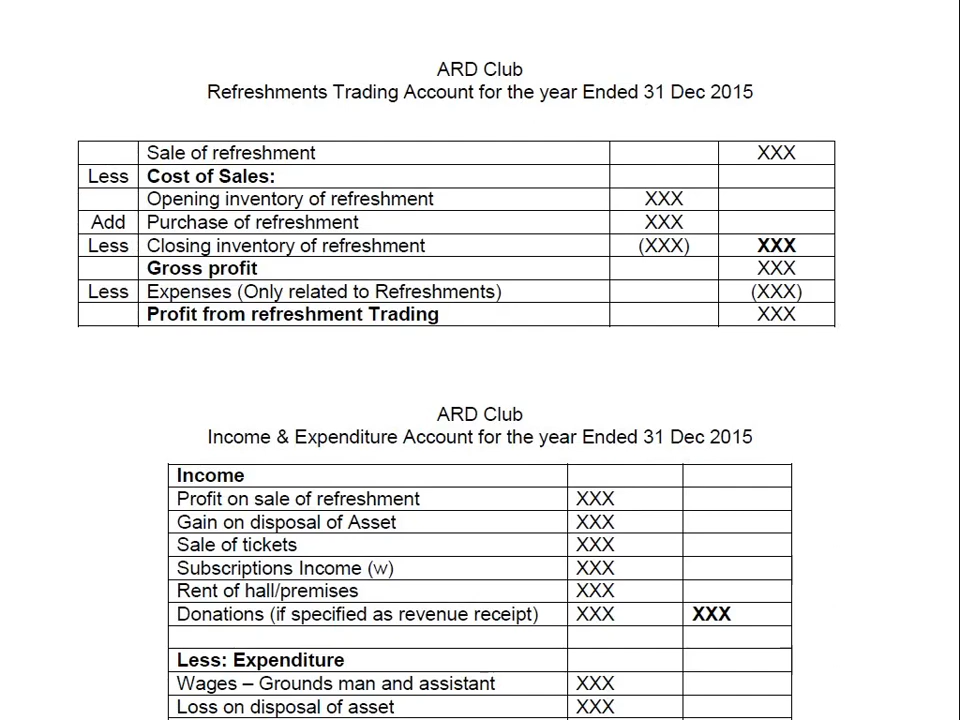 ARD Club
Refreshments Trading Account for the year Ended 31 Dec 2015
Sale of refreshment XXX
Less Cost of Sales:
Opening inventory of refreshment XXX
Add Purchase of refreshment XXX
Less Closing inventory of refreshment (XXX) XXX
Gross profit XXX
Less Expenses (Only related to Refreshments) (XXX)
Profit from refreshment Trading XXX
ARD Club
Income & Expenditure Account for the year Ended 31 Dec 2015
Income
Profit on sale of refreshment XXX
Gain on disposal of Asset XXX
Sale of tickets XXX
Subscriptions Income (w) XXX
Rent of hall/premises XXX
Donations (if specified as revenue receipt) XXX XXX
Less: Expenditure
Wages – Grounds man and assistant XXX
Loss on disposal of asset XXX